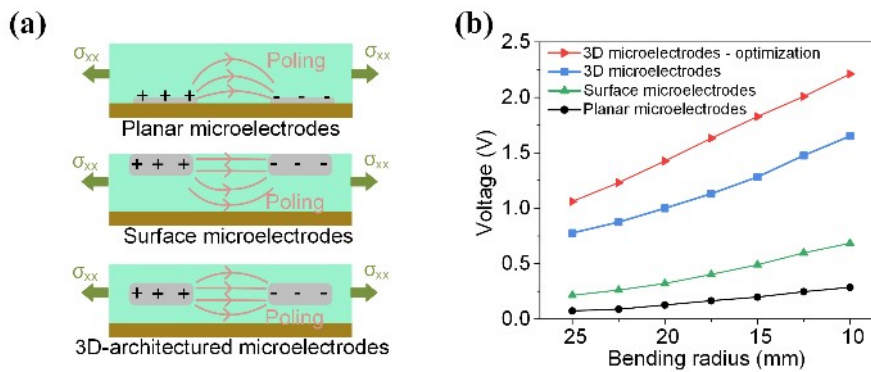 (a)
σxx
σxx
Poling
+ + +
- - -
Planar microelectrodes
σxx
σxx
+ + +
- - -
Poling
Surface microelectrodes
σxx
σxx
+ + +
- - -
Poling
3D-architectured microelectrodes
(b)
2.5
2.0
1.5
1.0
0.5
0.0
Voltage (V)
3D microelectrodes - optimization
3D microelectrodes
Surface microelectrodes
Planar microelectrodes
25 20 15 10
Bending radius (mm)